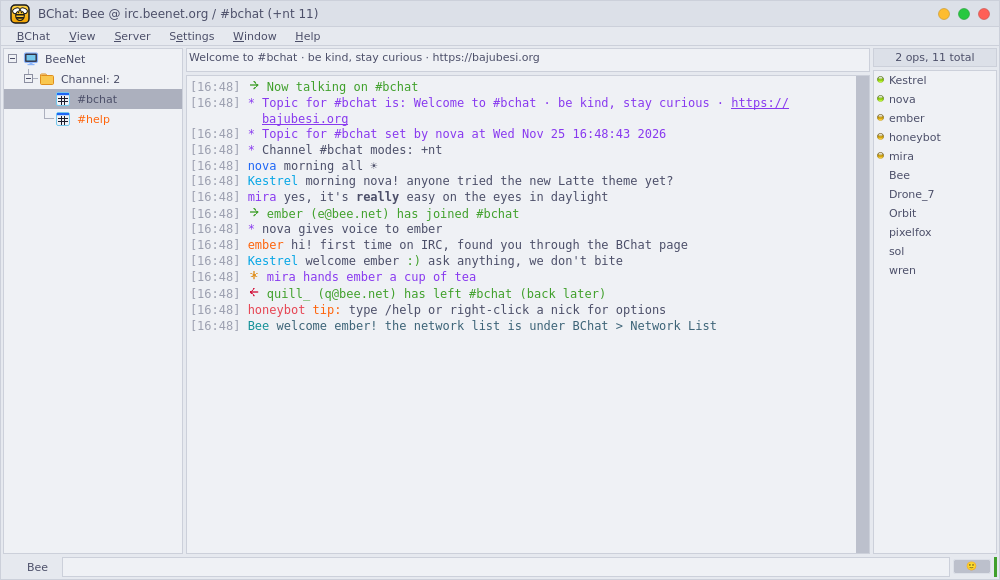 BChat: Bee @ irc.beenet.org / #bchat (+nt 11)
BChat View Server Settings Window Help
BeeNet
Channel: 2
#bchat
#help
Welcome to #bchat · be kind, stay curious · https://bajubesi.org
[16:48] Now talking on #bchat
[16:48] * Topic for #bchat is: Welcome to #bchat · be kind, stay curious · https://
bajubesi.org
[16:48] * Topic for #bchat set by nova at Wed Nov 25 16:48:43 2026
[16:48] * Channel #bchat modes: +nt
[16:48] nova morning all ☀
[16:48] Kestrel morning nova! anyone tried the new Latte theme yet?
[16:48] mira yes, it's really easy on the eyes in daylight
[16:48] ember (e@bee.net) has joined #bchat
[16:48] * nova gives voice to ember
[16:48] ember hi! first time on IRC, found you through the BChat page
[16:48] Kestrel welcome ember :) ask anything, we don't bite
[16:48] * mira hands ember a cup of tea
[16:48] quill_ (q@bee.net) has left #bchat (back later)
[16:48] honeybot tip: type /help or right-click a nick for options
[16:48] Bee welcome ember! the network list is under BChat > Network List
2 ops, 11 total
Kestrel
nova
ember
honeybot
mira
Bee
Drone_7
Orbit
pixelfox
sol
wren
Bee